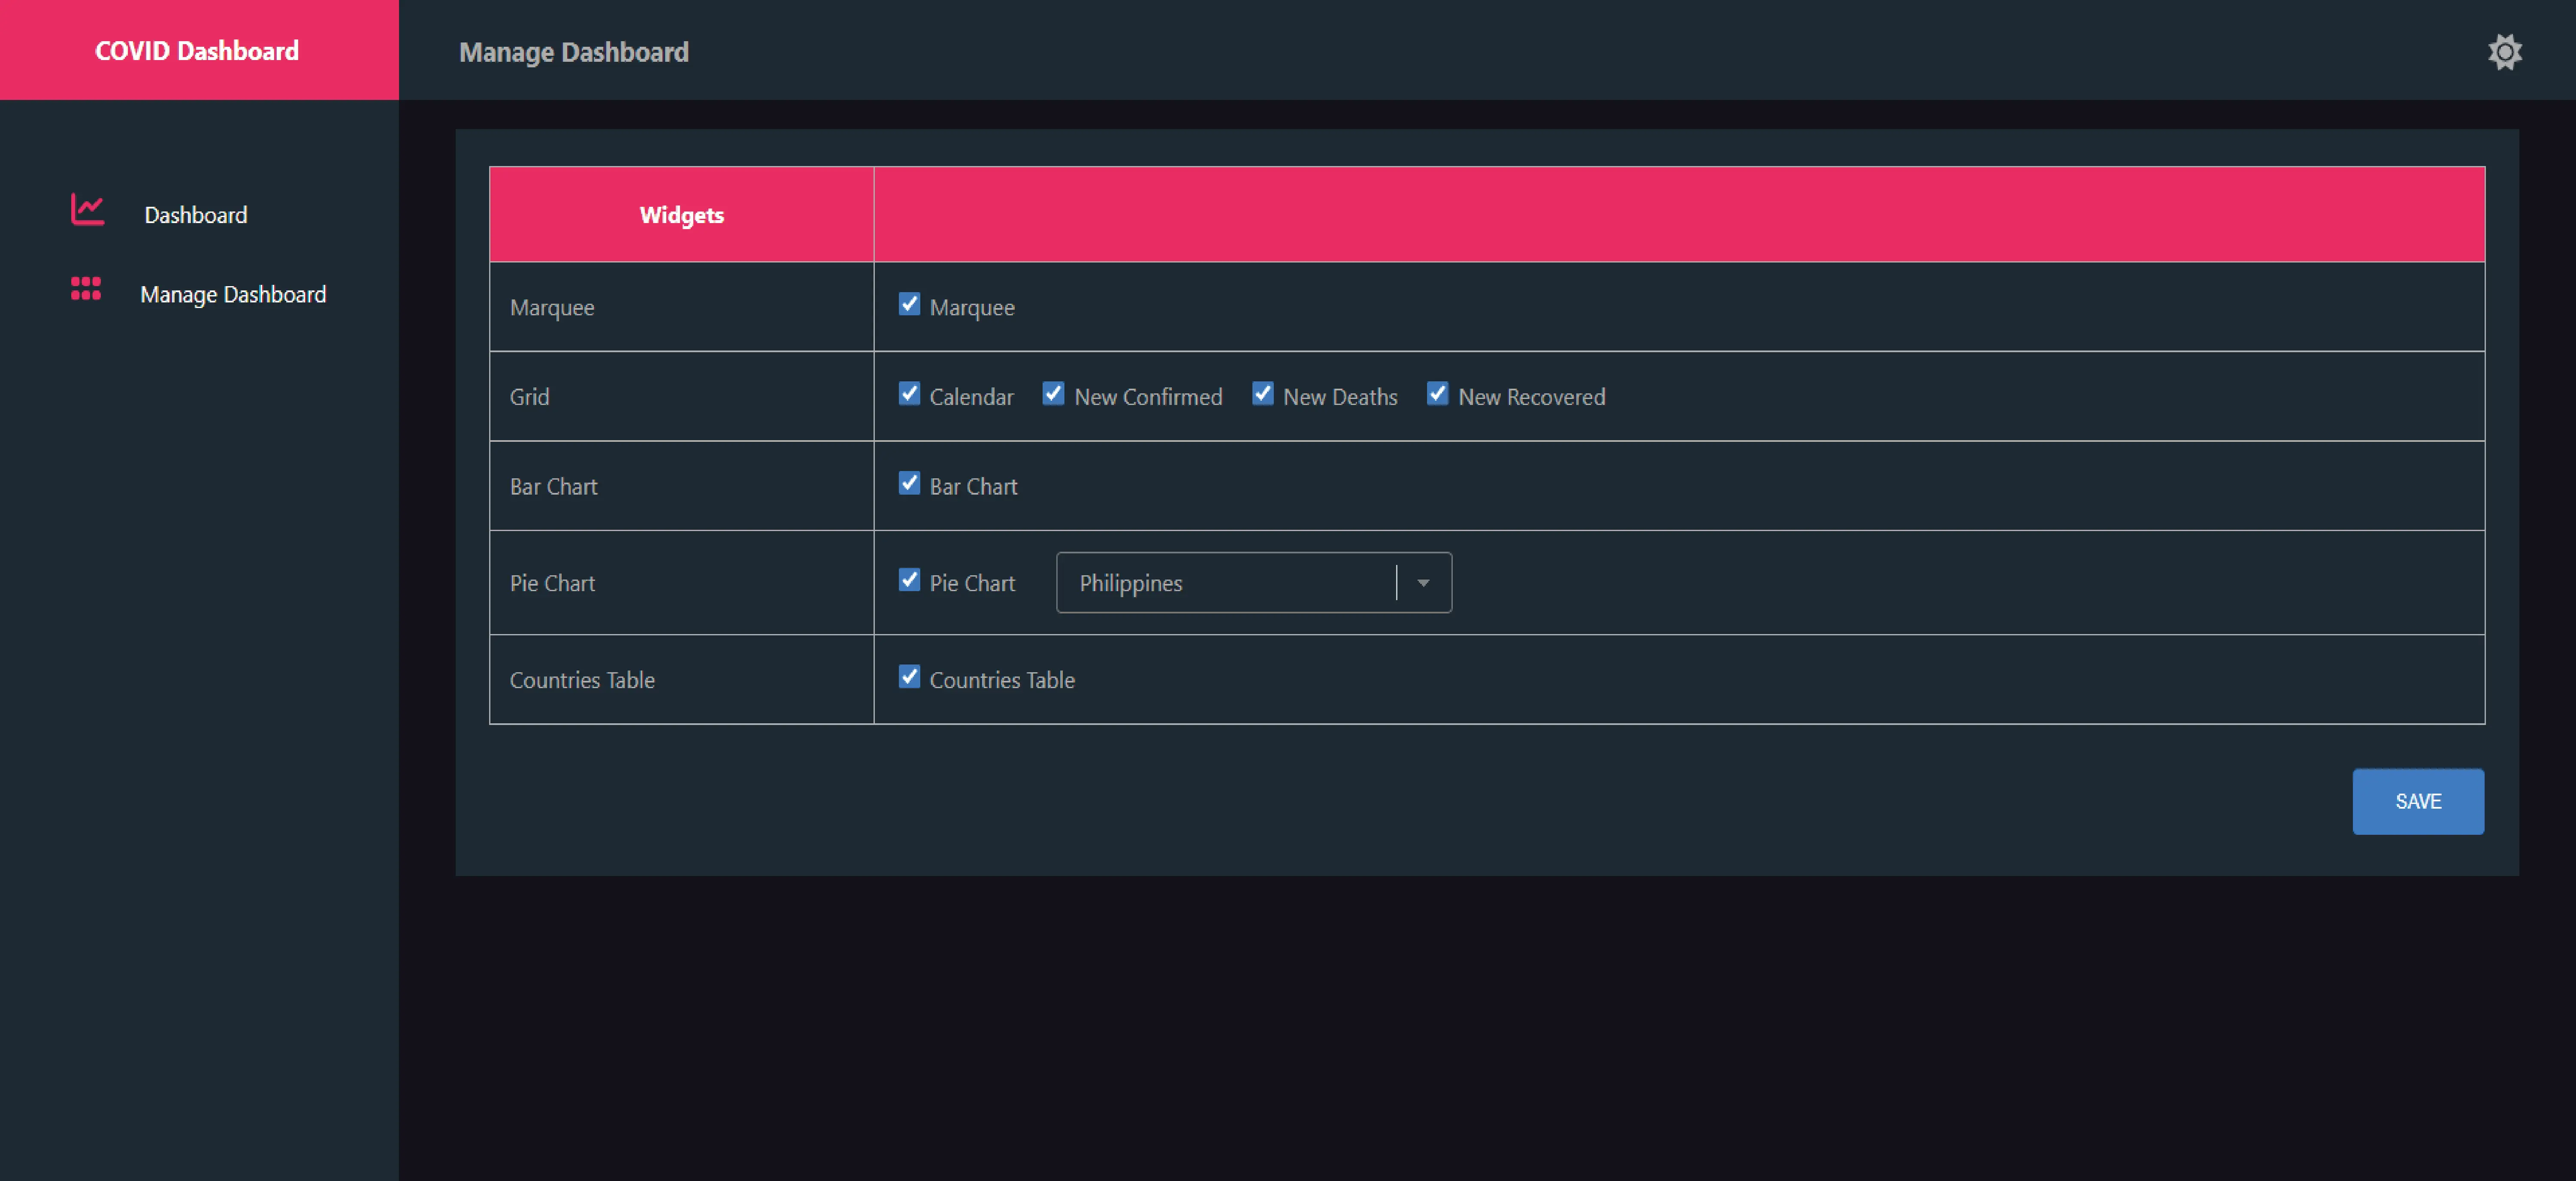 COVID Dashboard
Manage Dashboard
Dashboard
Manage Dashboard
Widgets
Marquee
Marquee
Grid
Calendar New Confirmed New Deaths New Recovered
Bar Chart
Bar Chart
Pie Chart
Pie Chart Philippines
Countries Table
Countries Table
SAVE